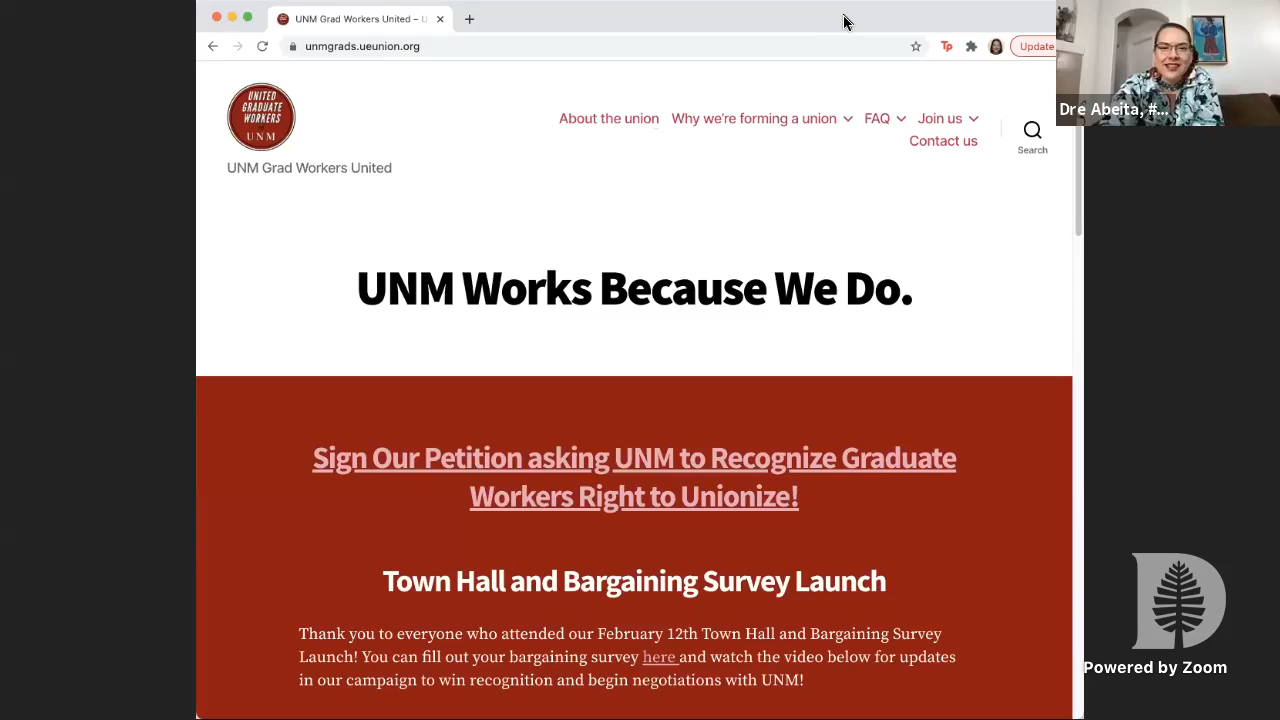 UNM Grad Workers United – U
unmgrads.ueunion.org
Update
Dre Abeita, #...
UNITED
GRADUATE
WORKERS
UNM
UNM Grad Workers United
About the union
Why we're forming a union
FAQ
Join us
Contact us
Search
UNM Works Because We Do.
Sign Our Petition asking UNM to Recognize Graduate
Workers Right to Unionize!
Town Hall and Bargaining Survey Launch
Thank you to everyone who attended our February 12th Town Hall and Bargaining Survey
Launch! You can fill out your bargaining survey here and watch the video below for updates
in our campaign to win recognition and begin negotiations with UNM!
D
Powered by Zoom